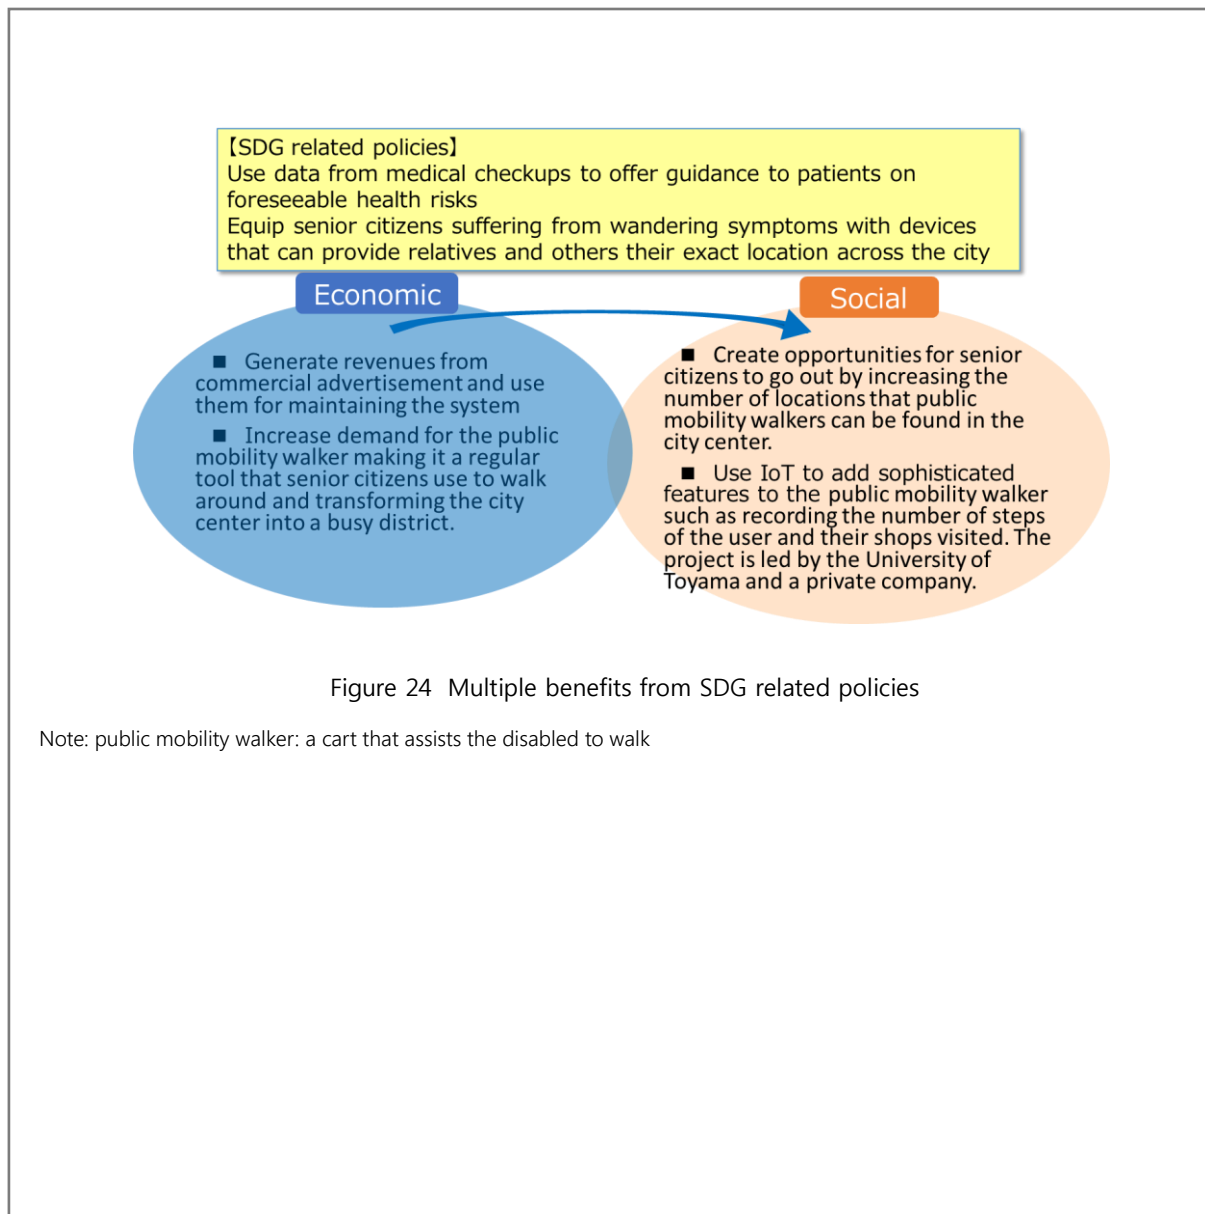 【SDG related policies】
Use data from medical checkups to offer guidance to patients on
foreseeable health risks
Equip senior citizens suffering from wandering symptoms with devices
that can provide relatives and others their exact location across the city
Economic
■ Generate revenues from
commercial advertisement and use
them for maintaining the system
■ Increase demand for the public
mobility walker making it a regular
tool that senior citizens use to walk
around and transforming the city
center into a busy district.
Social
■ Create opportunities for senior
citizens to go out by increasing the
number of locations that public
mobility walkers can be found in the
city center.
■ Use IoT to add sophisticated
features to the public mobility walker
such as recording the number of steps
of the user and their shops visited. The
project is led by the University of
Toyama and a private company.
Figure 24 Multiple benefits from SDG related policies
Note: public mobility walker: a cart that assists the disabled to walk